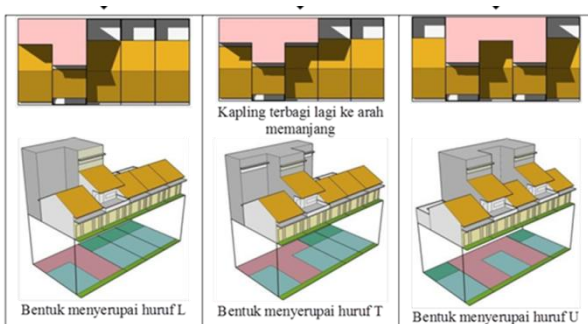 Kapling terbagi lagi ke arah
memanjang
Bentuk menyerupai huruf L
Bentuk menyerupai huruf T
Bentuk menyerupai huruf U